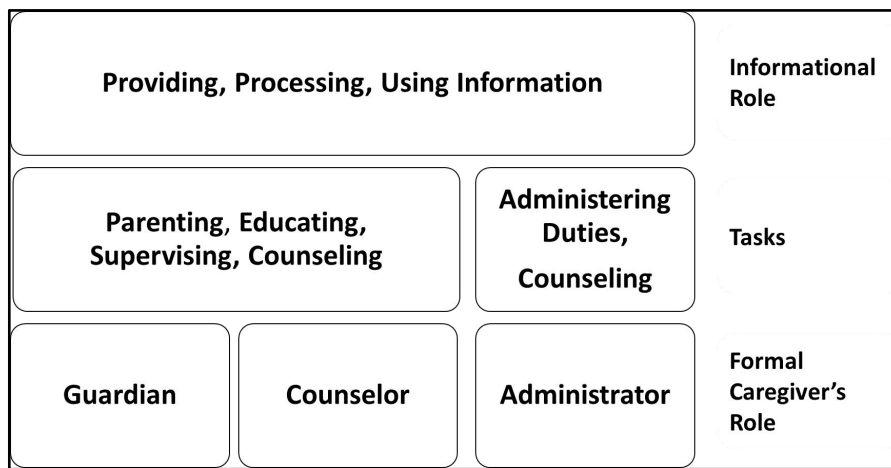 Providing, Processing, Using Information
Informational
Role
Parenting, Educating,
Supervising, Counseling
Administering
Duties,
Counseling
Tasks
Guardian
Counselor
Administrator
Formal
Caregiver’s
Role